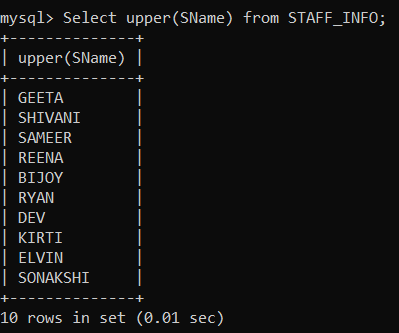 mysql> Select upper(SName) from STAFF_INFO;
+--------------+
| upper(SName) |
+--------------+
| GEETA        |
| SHIVANI      |
| SAMEER       |
| REENA        |
| BIJOY        |
| RYAN         |
| DEV          |
| KIRTI        |
| ELVIN        |
| SONAKSHI     |
+--------------+
10 rows in set (0.01 sec)